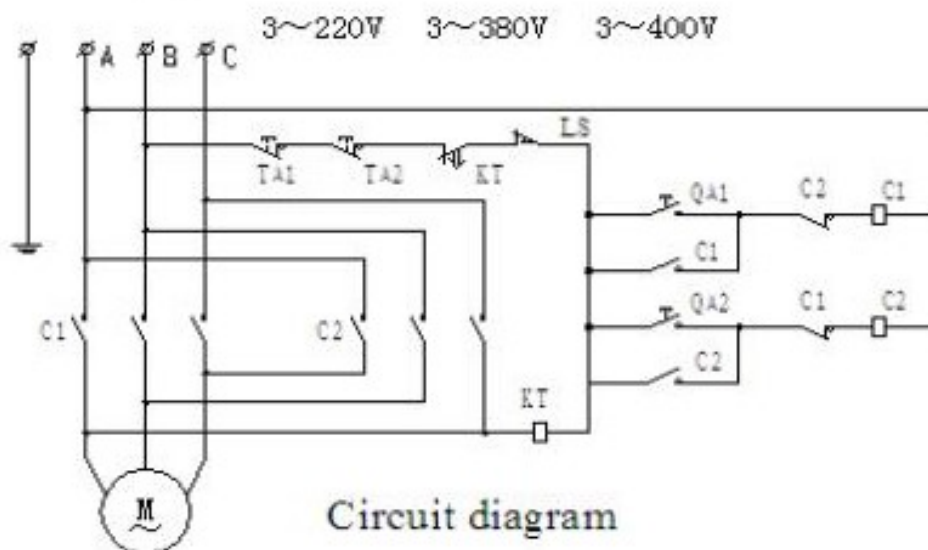 3～220V 3～380V 3～400V
A B C
LS
TA1 TA2 KT
QA1 C2 C1
C1
C1 C2 QA2 C1 C2
C2
KT
M
～
Circuit diagram